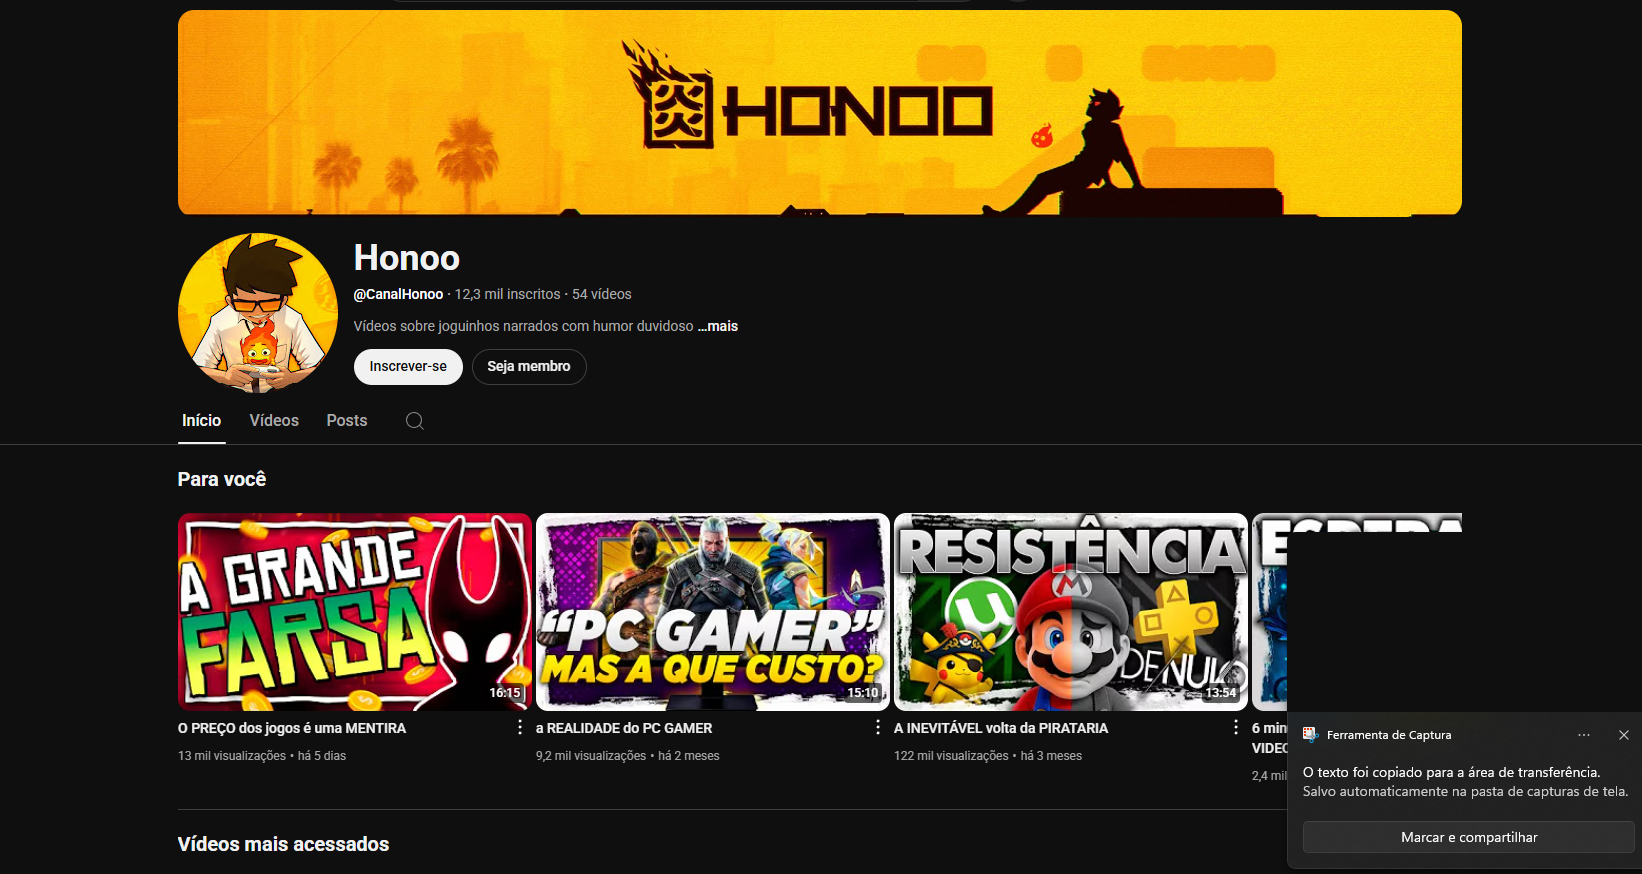 炎炎 HONOO
Honoo
@CanalHonoo · 12,3 mil inscritos · 54 vídeos
Vídeos sobre joguinhos narrados com humor duvidoso ...mais
Inscrever-se
Seja membro
Início
Vídeos
Posts
Para você
A GRANDE
FARSA
16:15
"PC GAMER"
MAS A QUE CUSTO?
15:10
RESISTÊNCIA
DE NULO
13:54
O PREÇO dos jogos é uma MENTIRA
13 mil visualizações • há 5 dias
a REALIDADE do PC GAMER
9,2 mil visualizações • há 2 meses
A INEVITÁVEL volta da PIRATARIA
122 mil visualizações • há 3 meses
6
2,4 mil
Ferramenta de Captura
O texto foi copiado para a área de transferência.
Salvo automaticamente na pasta de capturas de tela.
Marcar e compartilhar
Vídeos mais acessados